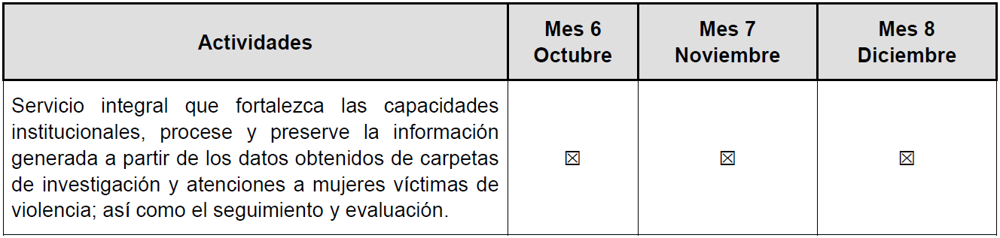 Actividades
Mes 6
Octubre
Mes 7
Noviembre
Mes 8
Diciembre
Servicio integral que fortalezca las capacidades
institucionales, procese y preserve la información
generada a partir de los datos obtenidos de carpetas
de investigación y atenciones a mujeres víctimas de
violencia; así como el seguimiento y evaluación.
☒ ☒ ☒